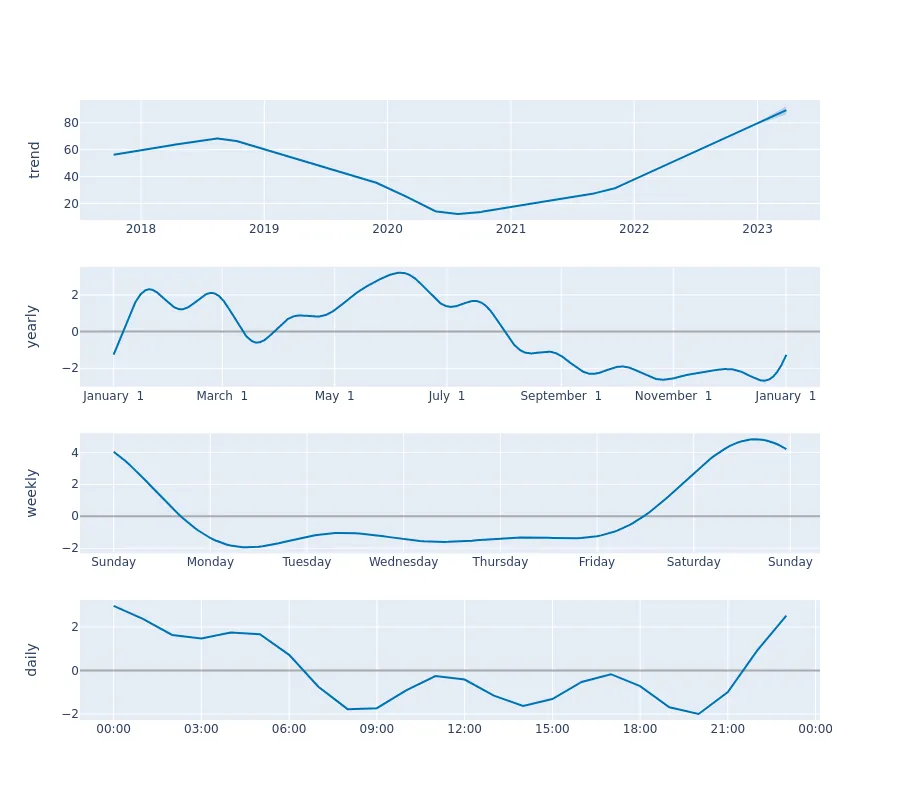 trend
80
60
40
20
2018 2019 2020 2021 2022 2023
yearly
2
0
−2
January 1 March 1 May 1 July 1 September 1 November 1 January 1
weekly
4
2
0
−2
Sunday Monday Tuesday Wednesday Thursday Friday Saturday Sunday
daily
2
0
−2
00:00 03:00 06:00 09:00 12:00 15:00 18:00 21:00 00:00